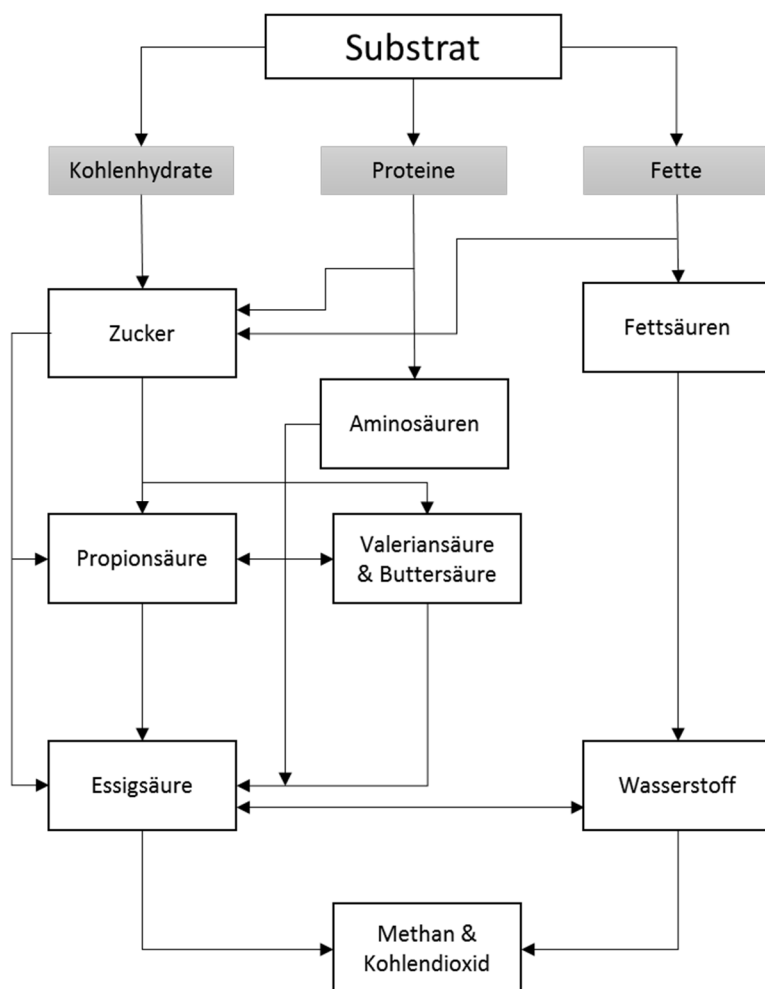 Substrat
Kohlenhydrate
Proteine
Fette
Zucker
Fettsäuren
Aminosäuren
Propionsäure
Valeriansäure
& Buttersäure
Essigsäure
Wasserstoff
Methan &
Kohlendioxid